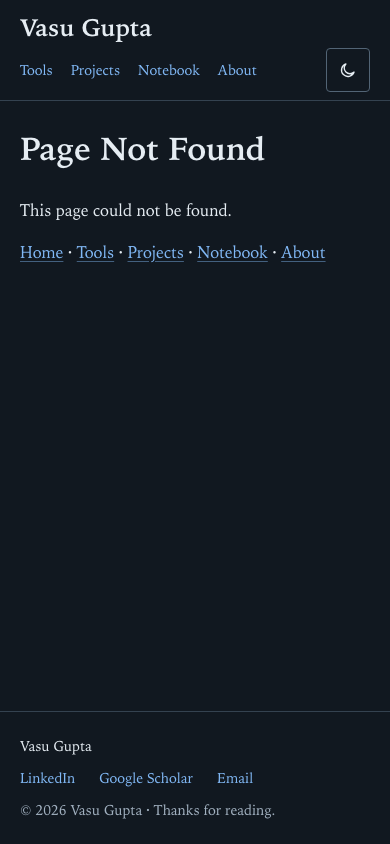 Vasu Gupta
Tools Projects Notebook About
Page Not Found
This page could not be found.
Home · Tools · Projects · Notebook · About
Vasu Gupta
LinkedIn Google Scholar Email
© 2026 Vasu Gupta · Thanks for reading.